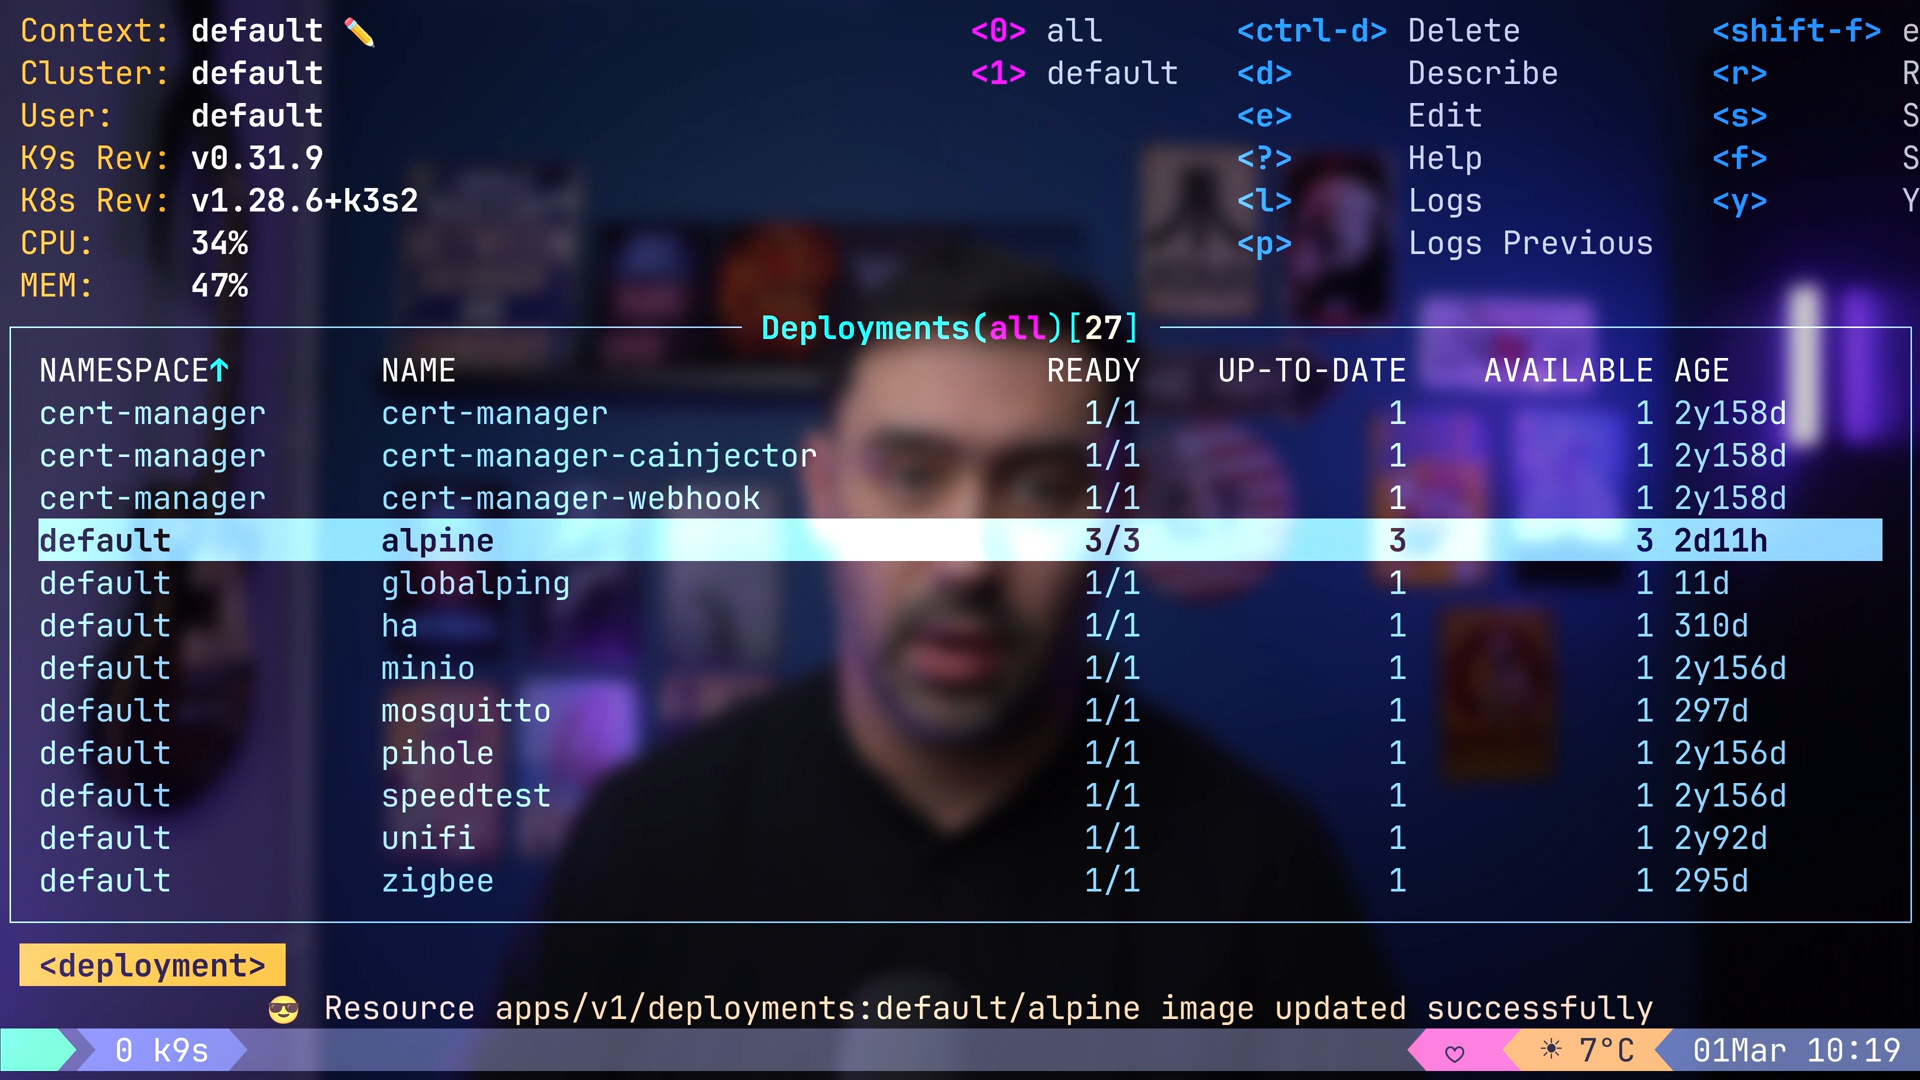 Context: default ✏️ <0> all <ctrl-d> Delete <shift-f> e
Cluster: default <1> default <d> Describe <r> R
User: default <e> Edit <s> S
K9s Rev: v0.31.9 <?> Help <f> S
K8s Rev: v1.28.6+k3s2 <l> Logs <y> Y
CPU: 34% <p> Logs Previous
MEM: 47%
Deployments(all)[27]
NAMESPACE↑ NAME READY UP-TO-DATE AVAILABLE AGE
cert-manager cert-manager 1/1 1 1 2y158d
cert-manager cert-manager-cainjector 1/1 1 1 2y158d
cert-manager cert-manager-webhook 1/1 1 1 2y158d
default alpine 3/3 3 3 2d11h
default globalping 1/1 1 1 11d
default ha 1/1 1 1 310d
default minio 1/1 1 1 2y156d
default mosquitto 1/1 1 1 297d
default pihole 1/1 1 1 2y156d
default speedtest 1/1 1 1 2y156d
default unifi 1/1 1 1 2y92d
default zigbee 1/1 1 1 295d
<deployment>
😎 Resource apps/v1/deployments:default/alpine image updated successfully
0 k9s ♡ ☀ 7°C 01Mar 10:19